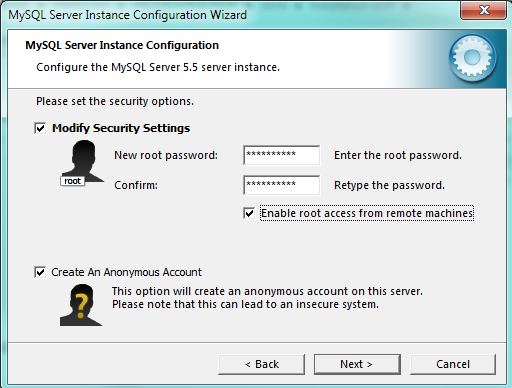 MySQL Server Instance Configuration Wizard
MySQL Server Instance Configuration
Configure the MySQL Server 5.5 server instance.
Please set the security options.
Modify Security Settings
New root password: ********** Enter the root password.
root
Confirm: ********** Retype the password.
Enable root access from remote machines
Create An Anonymous Account
This option will create an anonymous account on this server.
Please note that this can lead to an insecure system.
< Back Next > Cancel